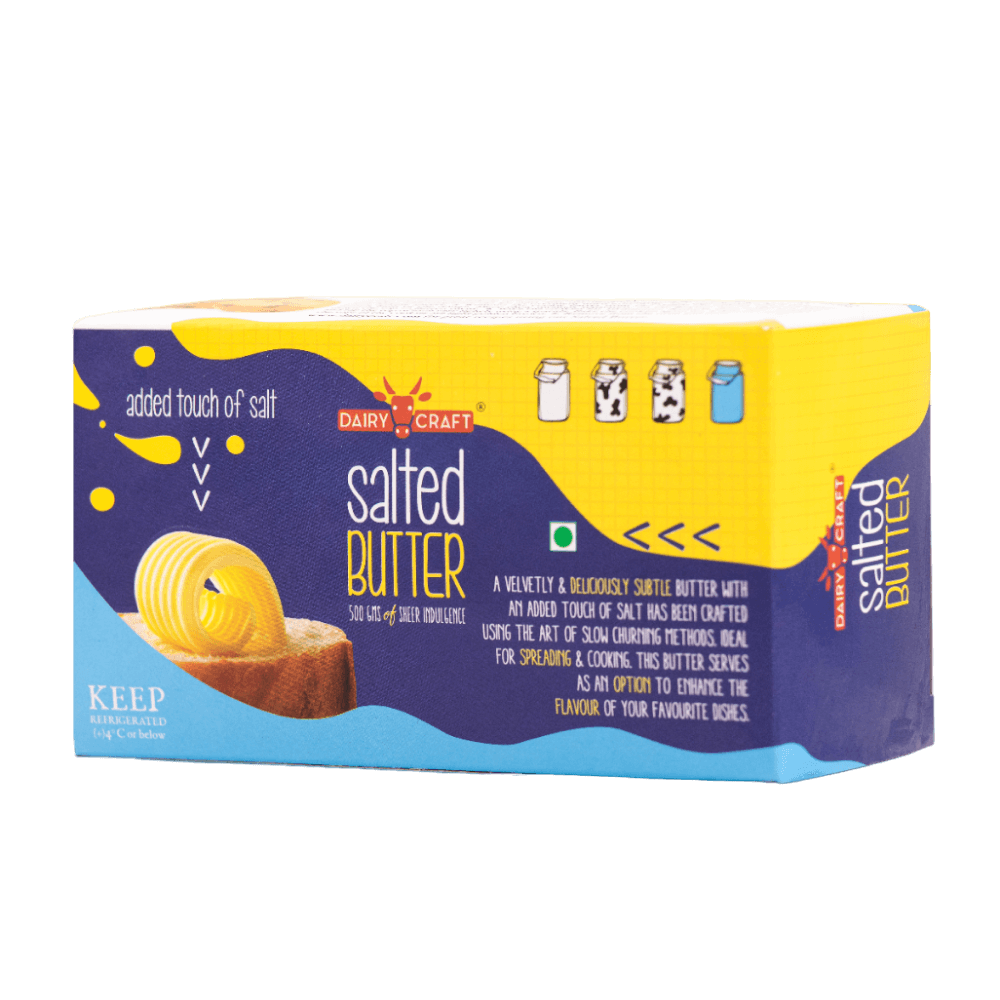 added touch of salt
DAIRY CRAFT®
salted
BUTTER
500 GMS of SHEER INDULGENCE
A VELVETLY & DELICIOUSLY SUBTLE BUTTER WITH
AN ADDED TOUCH OF SALT HAS BEEN CRAFTED
USING THE ART OF SLOW CHURNING METHODS. IDEAL
FOR SPREADING & COOKING. THIS BUTTER SERVES
AS AN OPTION TO ENHANCE THE
FLAVOUR OF YOUR FAVOURITE DISHES.
KEEP
REFRIGERATED
(+)4° C or below
DAIRY CRAFT®
salted
BUTTER